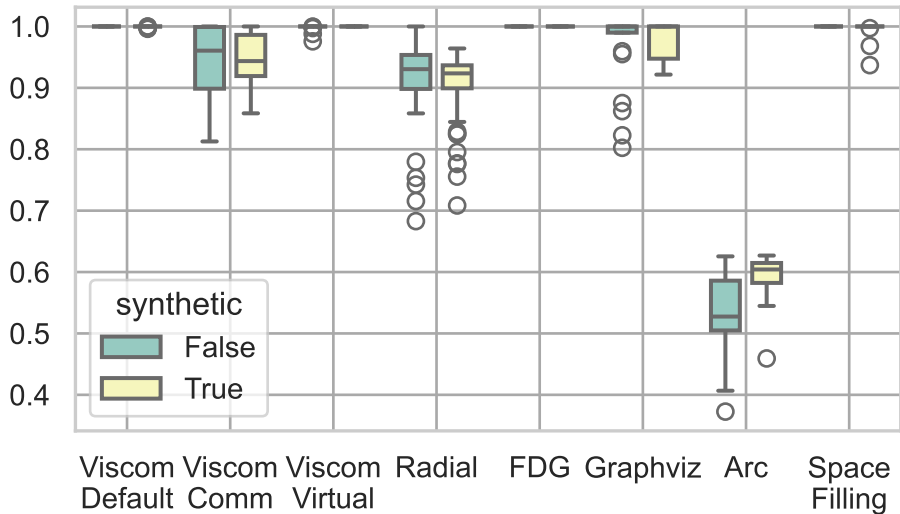 1.0
0.9
0.8
0.7
0.6
0.5
0.4
synthetic
False
True
Viscom Default
Viscom Comm
Viscom Virtual
Radial
FDG
Graphviz
Arc
Space Filling